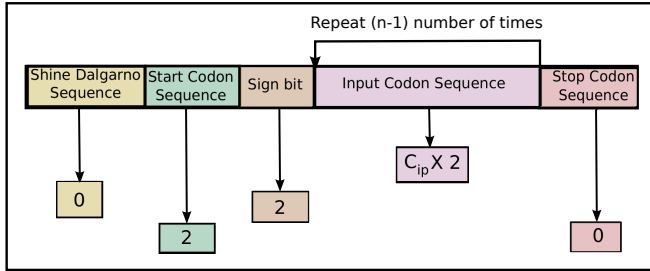 Repeat (n-1) number of times
Shine Dalgarno
Sequence
Start Codon
Sequence
Sign bit
Input Codon Sequence
Stop Codon
Sequence
0
2
2
C_ip X 2
0